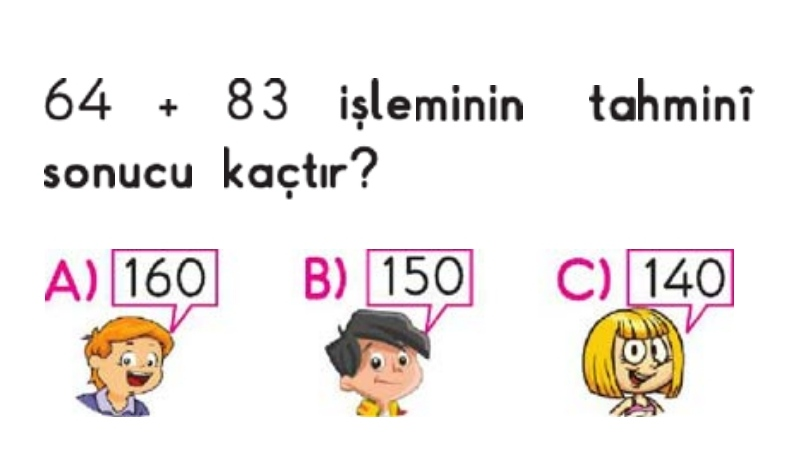 64 + 83 işleminin tahminî
sonucu kaçtır?
A) 160 B) 150 C) 140